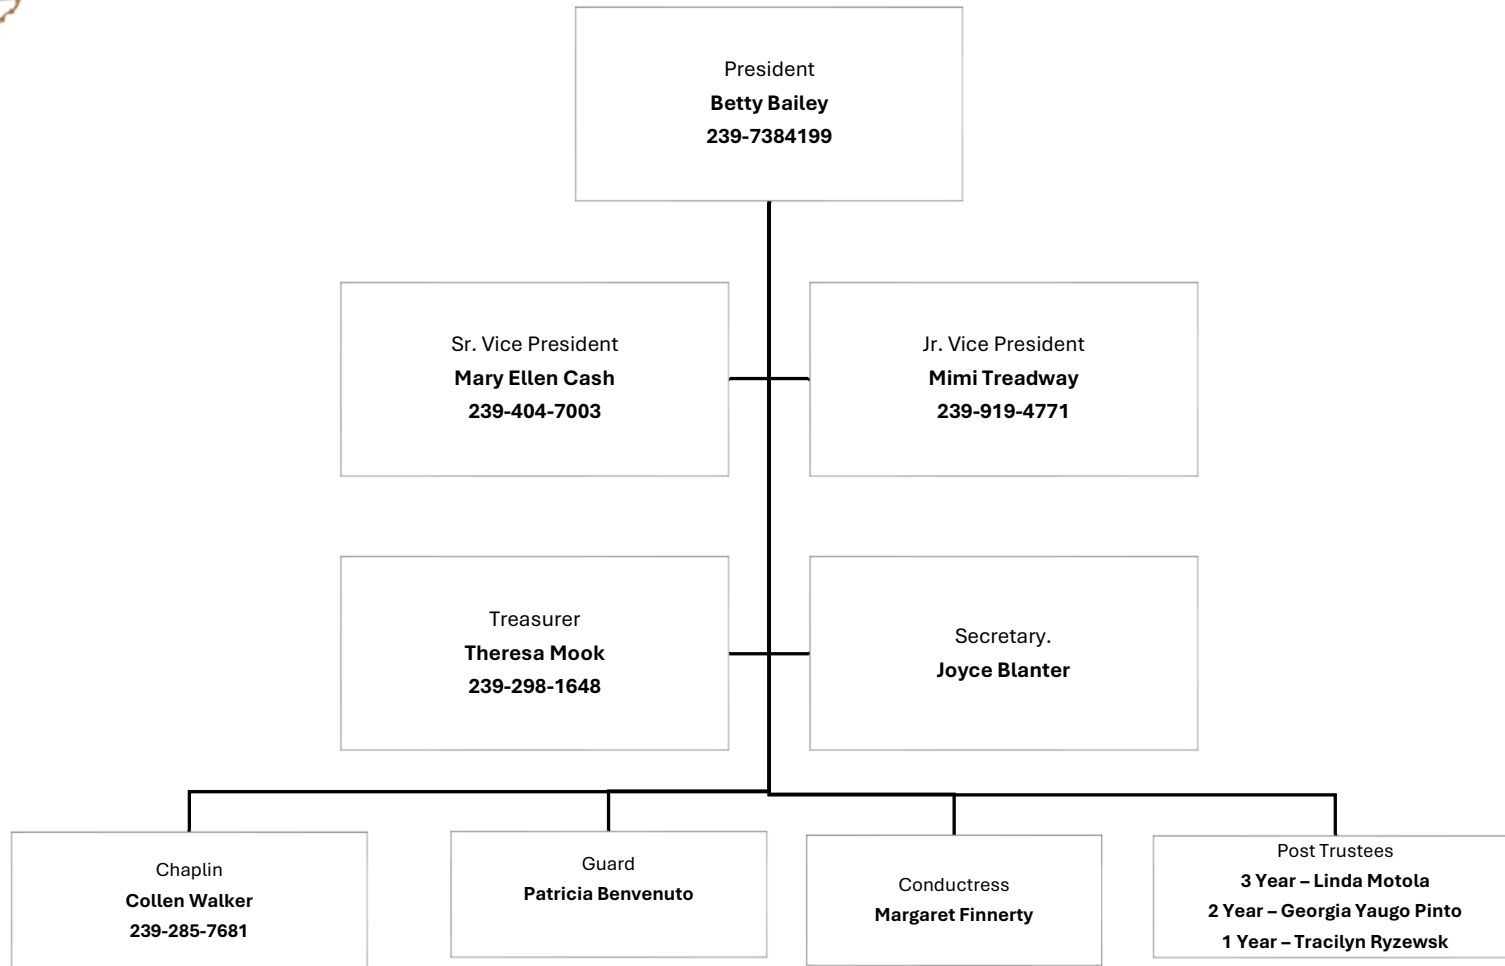 President
Betty Bailey
239-7384199
Sr. Vice President
Mary Ellen Cash
239-404-7003
Jr. Vice President
Mimi Treadway
239-919-4771
Treasurer
Theresa Mook
239-298-1648
Secretary.
Joyce Blanter
Chaplin
Collen Walker
239-285-7681
Guard
Patricia Benvenuto
Conductress
Margaret Finnerty
Post Trustees
3 Year – Linda Motola
2 Year – Georgia Yaugo Pinto
1 Year – Tracilyn Ryzewsk